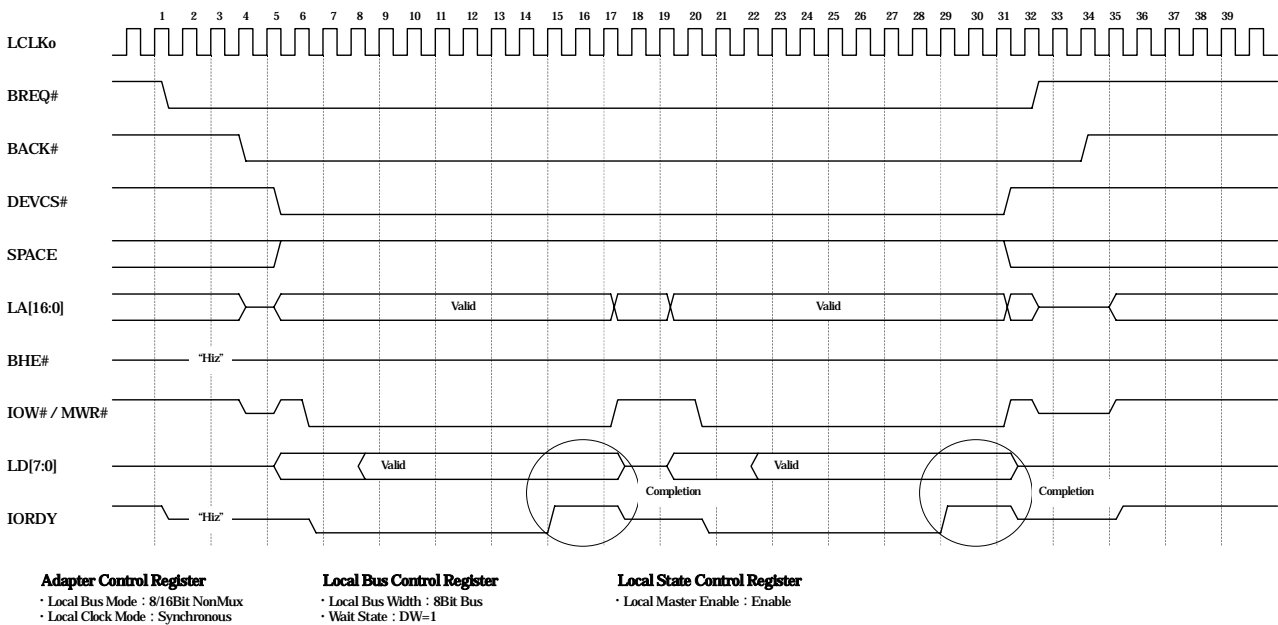 1 2 3 4 5 6 7 8 9 10 11 12 13 14 15 16 17 18 19 20 21 22 23 24 25 26 27 28 29 30 31 32 33 34 35 36 37 38 39
LCLKo
BREQ#
BACK#
DEVCS#
SPACE
LA[16:0] Valid Valid
BHE# “Hiz”
IOW# / MWR#
LD[7:0] Valid Valid
Completion Completion
IORDY “Hiz”
Adapter Control Register Local Bus Control Register Local State Control Register
・Local Bus Mode : 8/16Bit NonMux ・Local Bus Width : 8Bit Bus ・Local Master Enable : Enable
・Local Clock Mode : Synchronous ・Wait State : DW=1